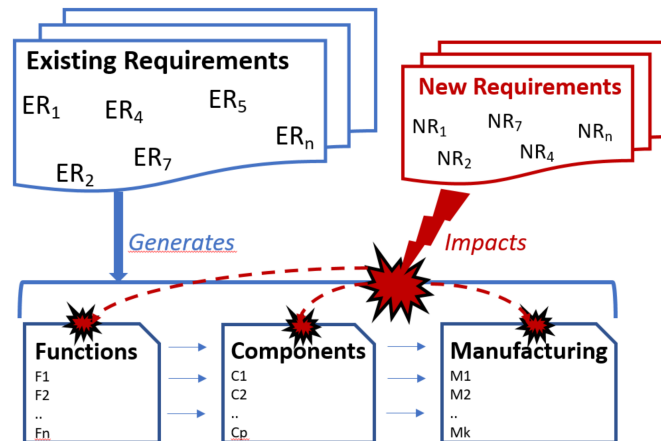 Existing Requirements
ER1 ER4 ER5
ERn
ER2 ER7
New Requirements
NR1 NR7 NRn
NR2 NR4
Generates
Impacts
Functions
F1
F2
..
Fn
Components
C1
C2
..
Cp
Manufacturing
M1
M2
..
Mk